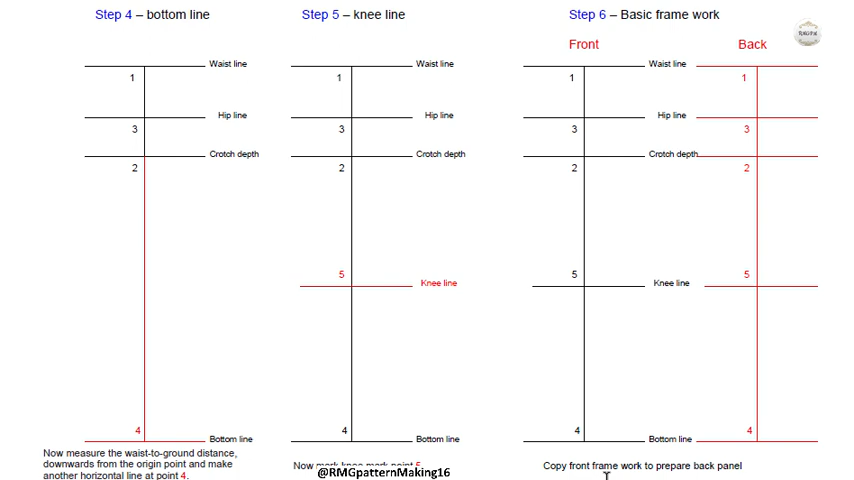 Step 4 – bottom line
Waist line
1
Hip line
3
Crotch depth
2
4
Bottom line
Now measure the waist-to-ground distance,
downwards from the origin point and make
another horizontal line at point 4.
Step 5 – knee line
Waist line
1
Hip line
3
Crotch depth
2
5
Knee line
4
Bottom line
@RMGpatternMaking16
Step 6 – Basic frame work
Front
Back
Waist line
1
1
Hip line
3
3
Crotch depth
2
2
5
Knee line
5
4
Bottom line
4
Copy front frame work to prepare back panel